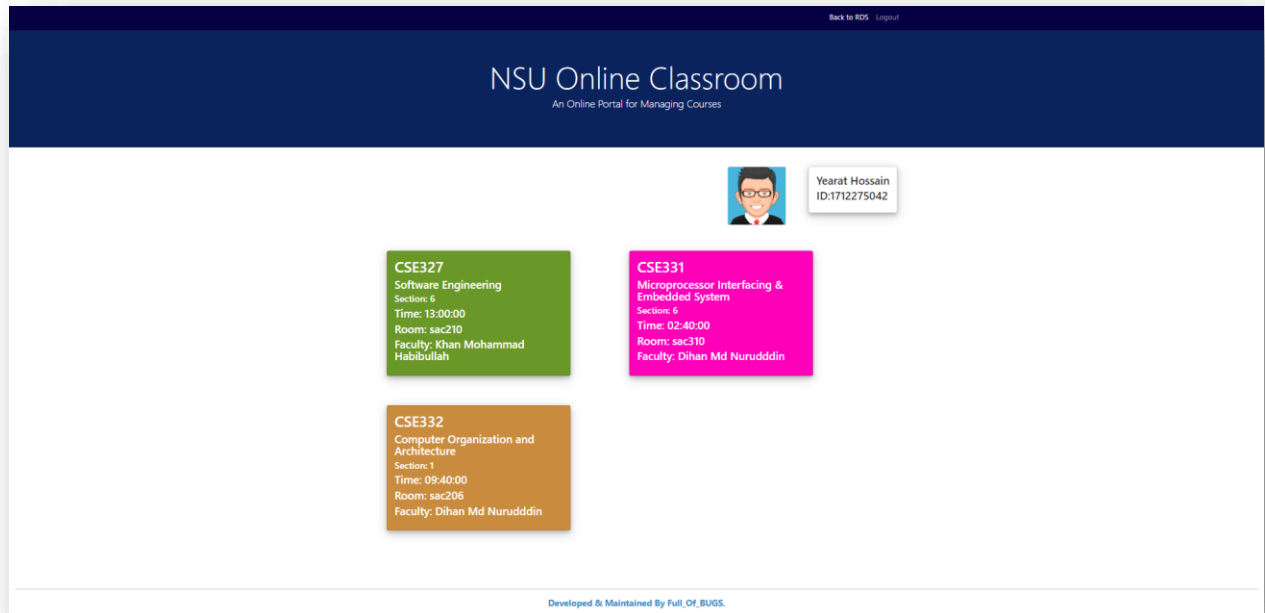 Back to RDS Logout
NSU Online Classroom
An Online Portal for Managing Courses
Yearat Hossain
ID:1712275042
CSE327
Software Engineering
Section: 6
Time: 13:00:00
Room: sac210
Faculty: Khan Mohammad
Habibullah
CSE331
Microprocessor Interfacing &
Embedded System
Section: 6
Time: 02:40:00
Room: sac310
Faculty: Dihan Md Nurudddin
CSE332
Computer Organization and
Architecture
Section: 1
Time: 09:40:00
Room: sac206
Faculty: Dihan Md Nurudddin
Developed & Maintained By Full_Of_BUGS.